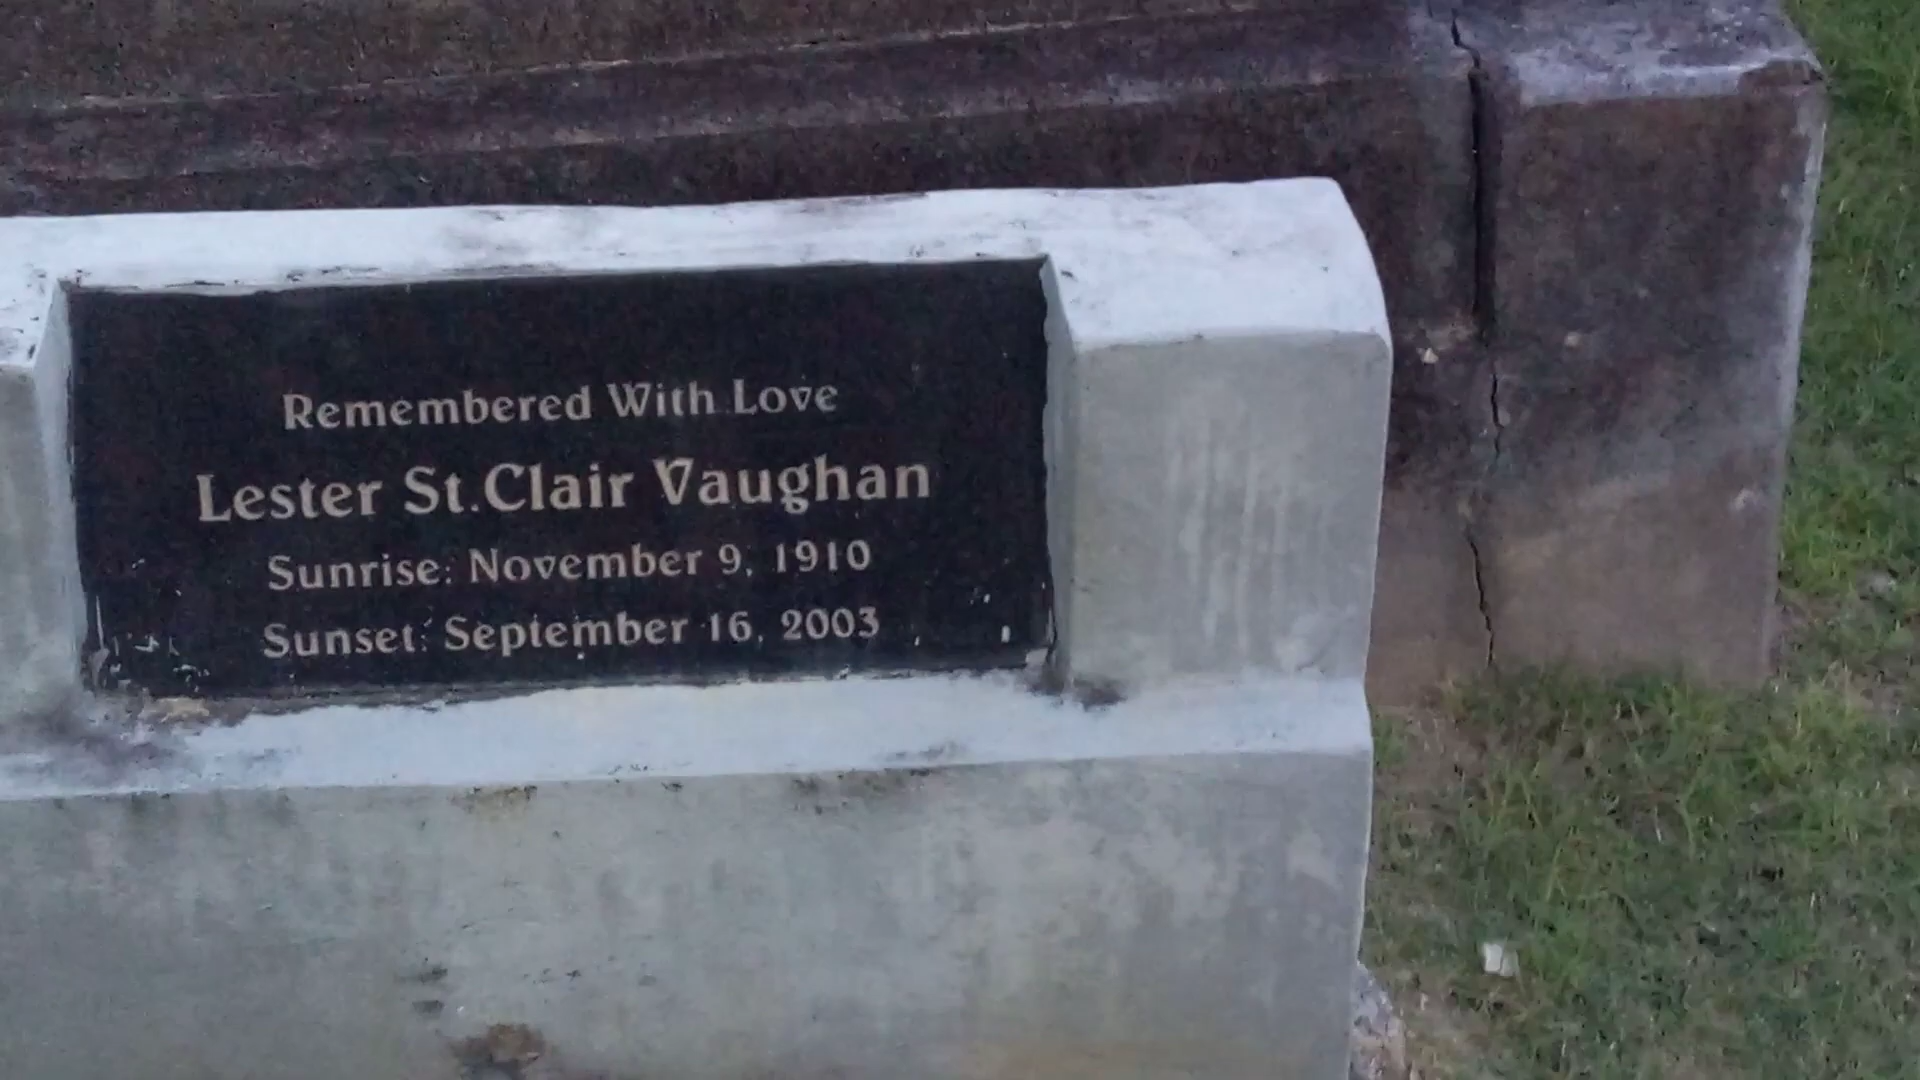 Remembered With Love
Lester St.Clair Vaughan
Sunrise: November 9, 1910
Sunset: September 16, 2003